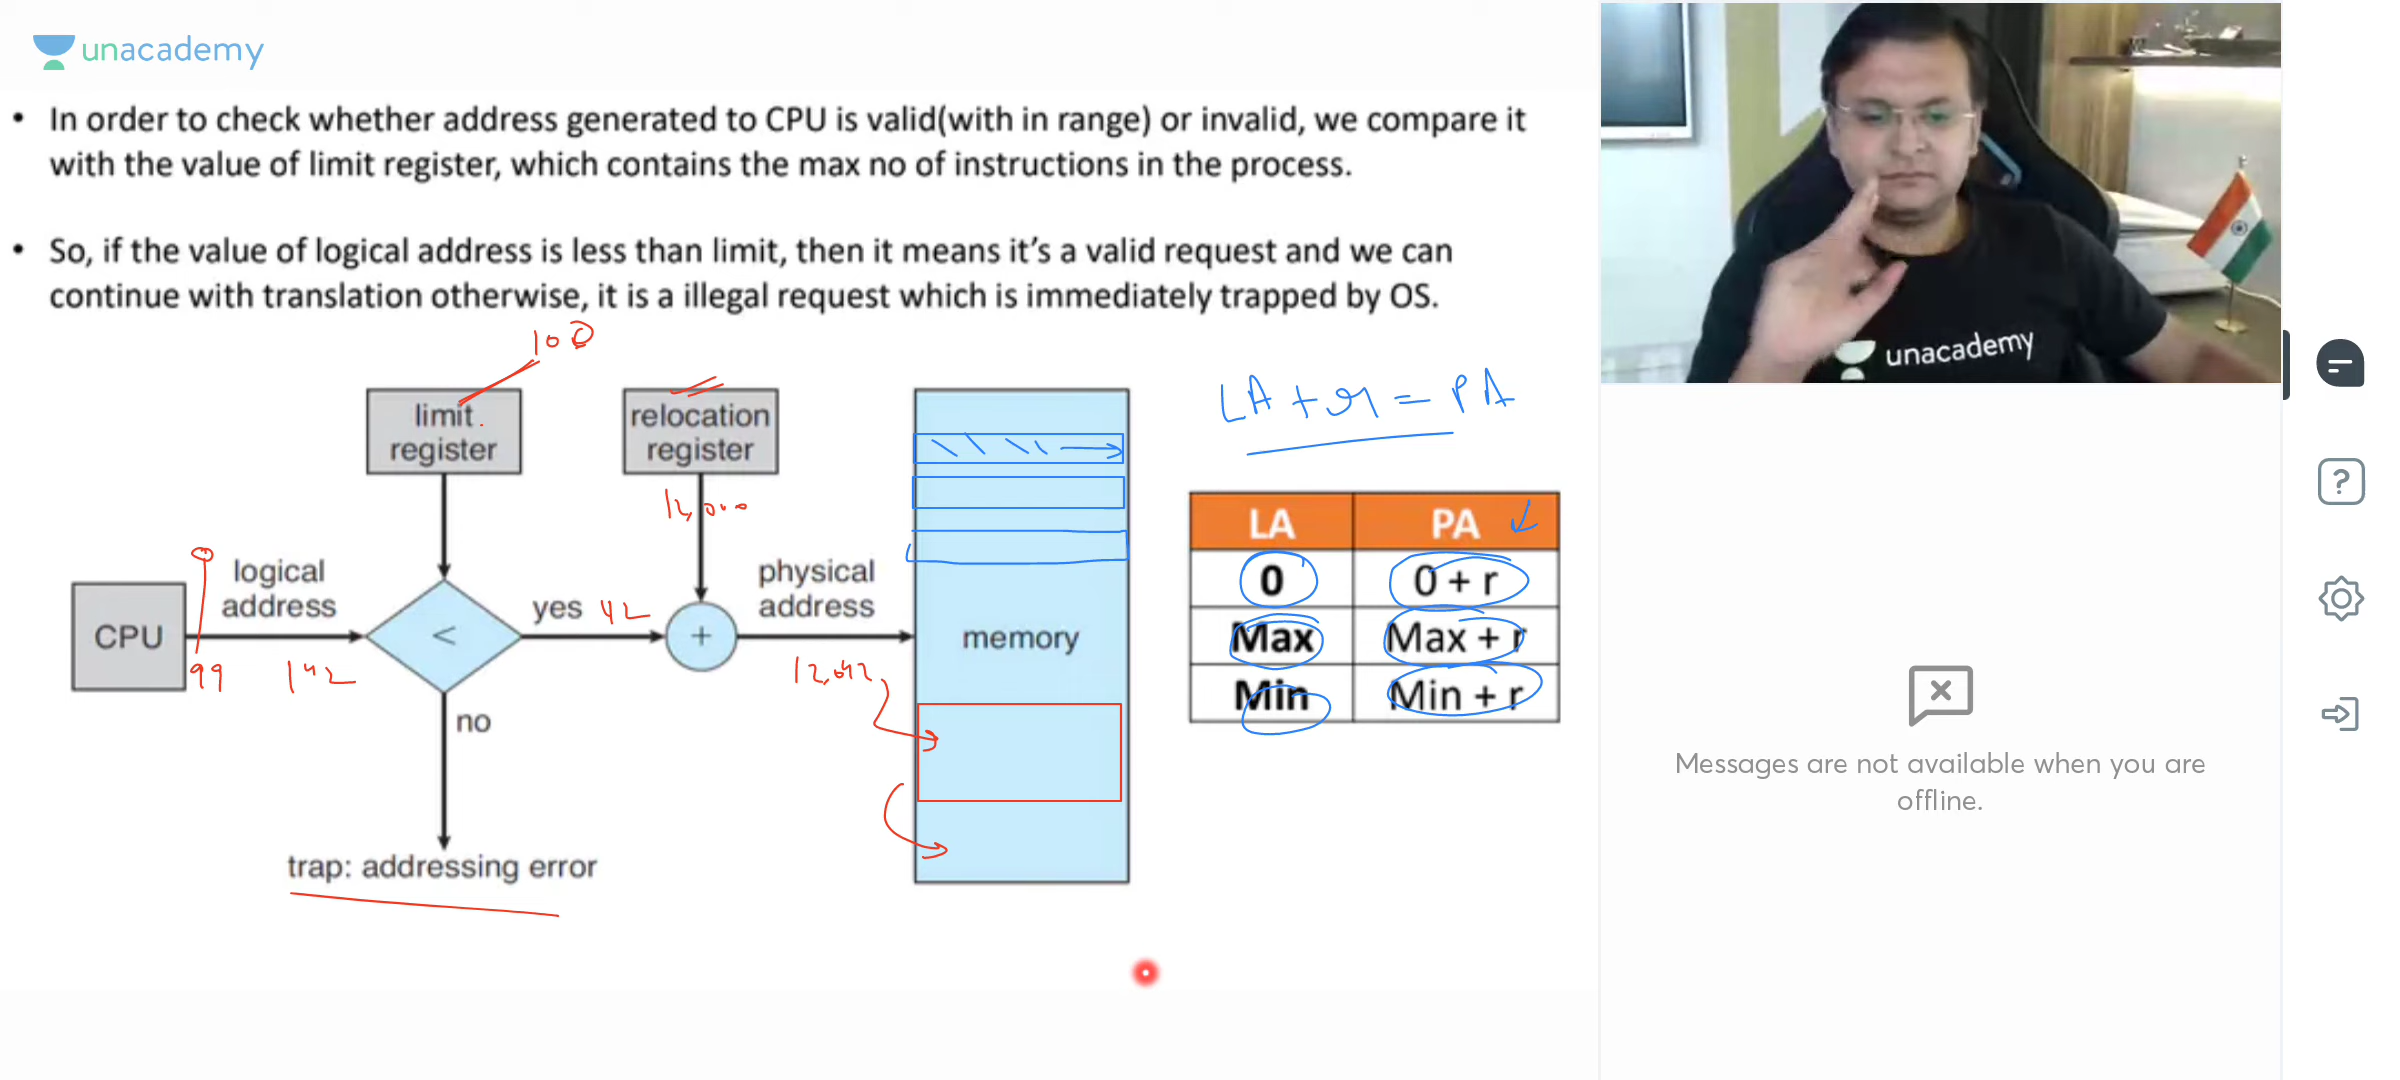 unacademy
• In order to check whether address generated to CPU is valid(with in range) or invalid, we compare it
with the value of limit register, which contains the max no of instructions in the process.
• So, if the value of logical address is less than limit, then it means it's a valid request and we can
continue with translation otherwise, it is a illegal request which is immediately trapped by OS.
100
limit
register
relocation
register
LA + r = PA
12,000
LA PA
0 0 + r
Max Max + r
Min Min + r
CPU
logical
address
<
yes 42
+
physical
address
memory
0
99 142
12,042
no
trap: addressing error
unacademy
Messages are not available when you are
offline.
?